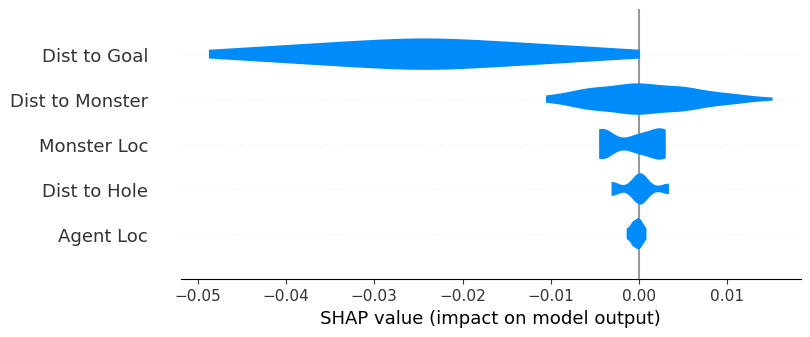 Dist to Goal
Dist to Monster
Monster Loc
Dist to Hole
Agent Loc
−0.05 −0.04 −0.03 −0.02 −0.01 0.00 0.01
SHAP value (impact on model output)